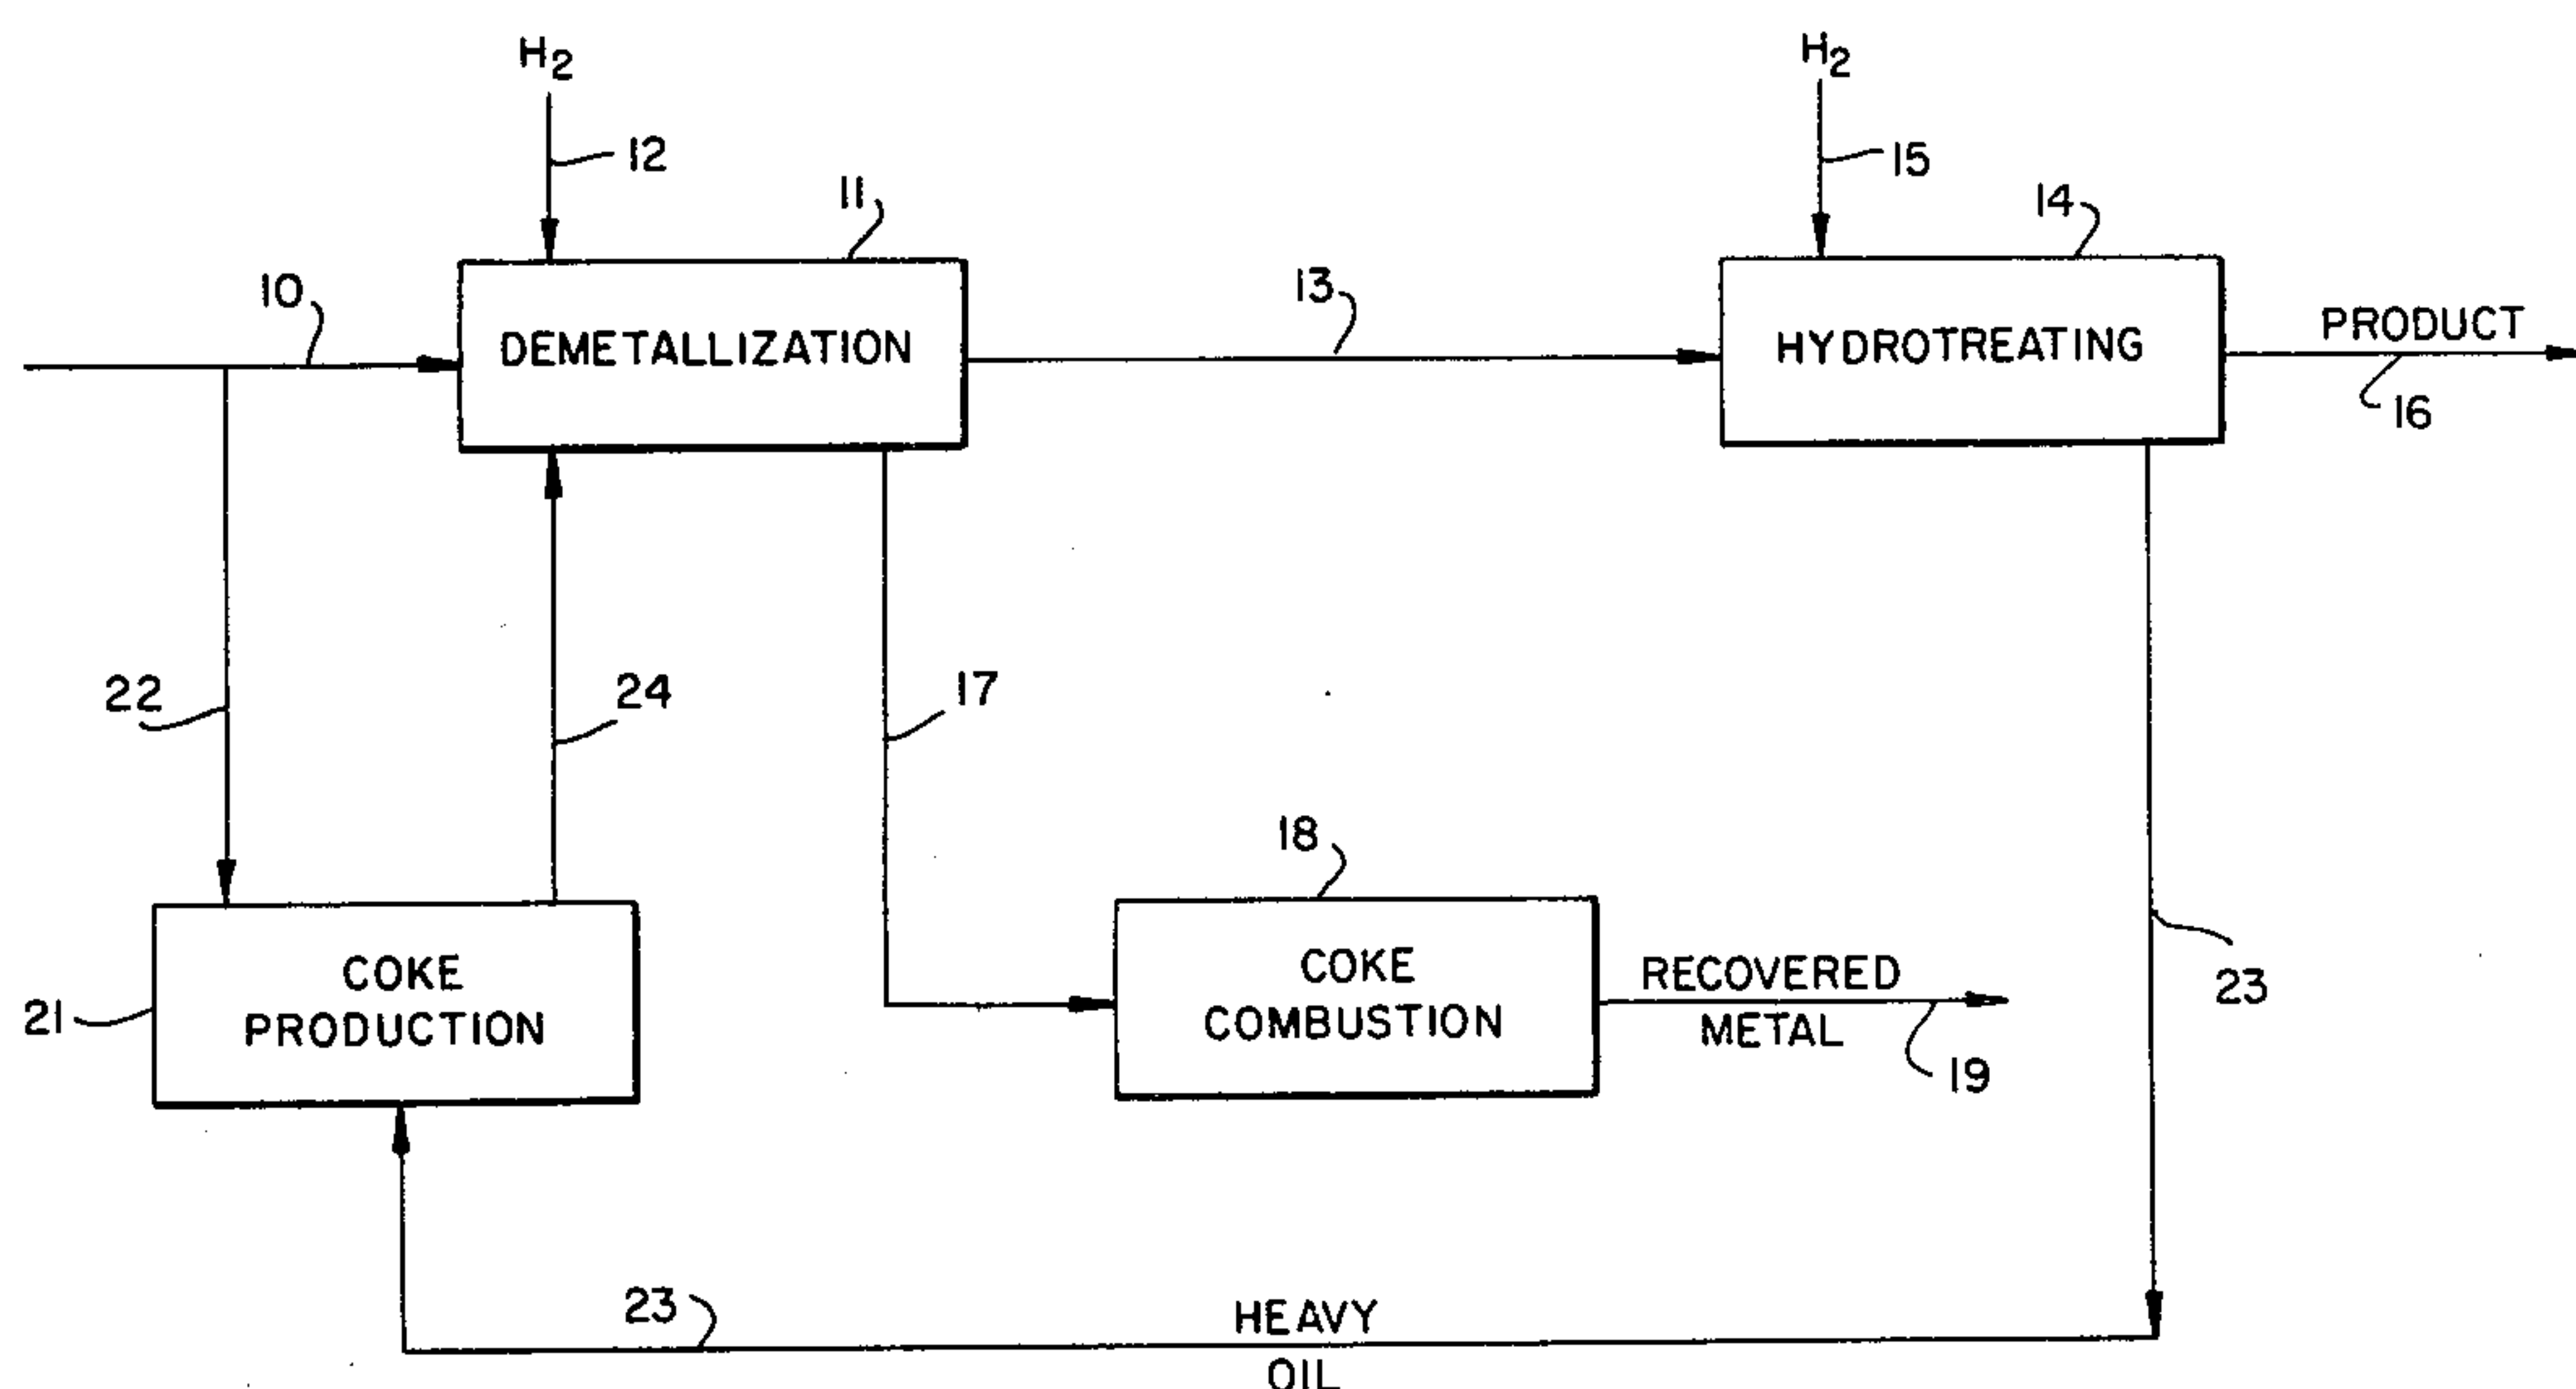 H2
H2
12
15
11
14
10
13
DEMETALLIZATION
HYDROTREATING
PRODUCT
16
22
24
17
18
COKE
PRODUCTION
21
COKE
COMBUSTION
RECOVERED
METAL
19
23
23
HEAVY
OIL